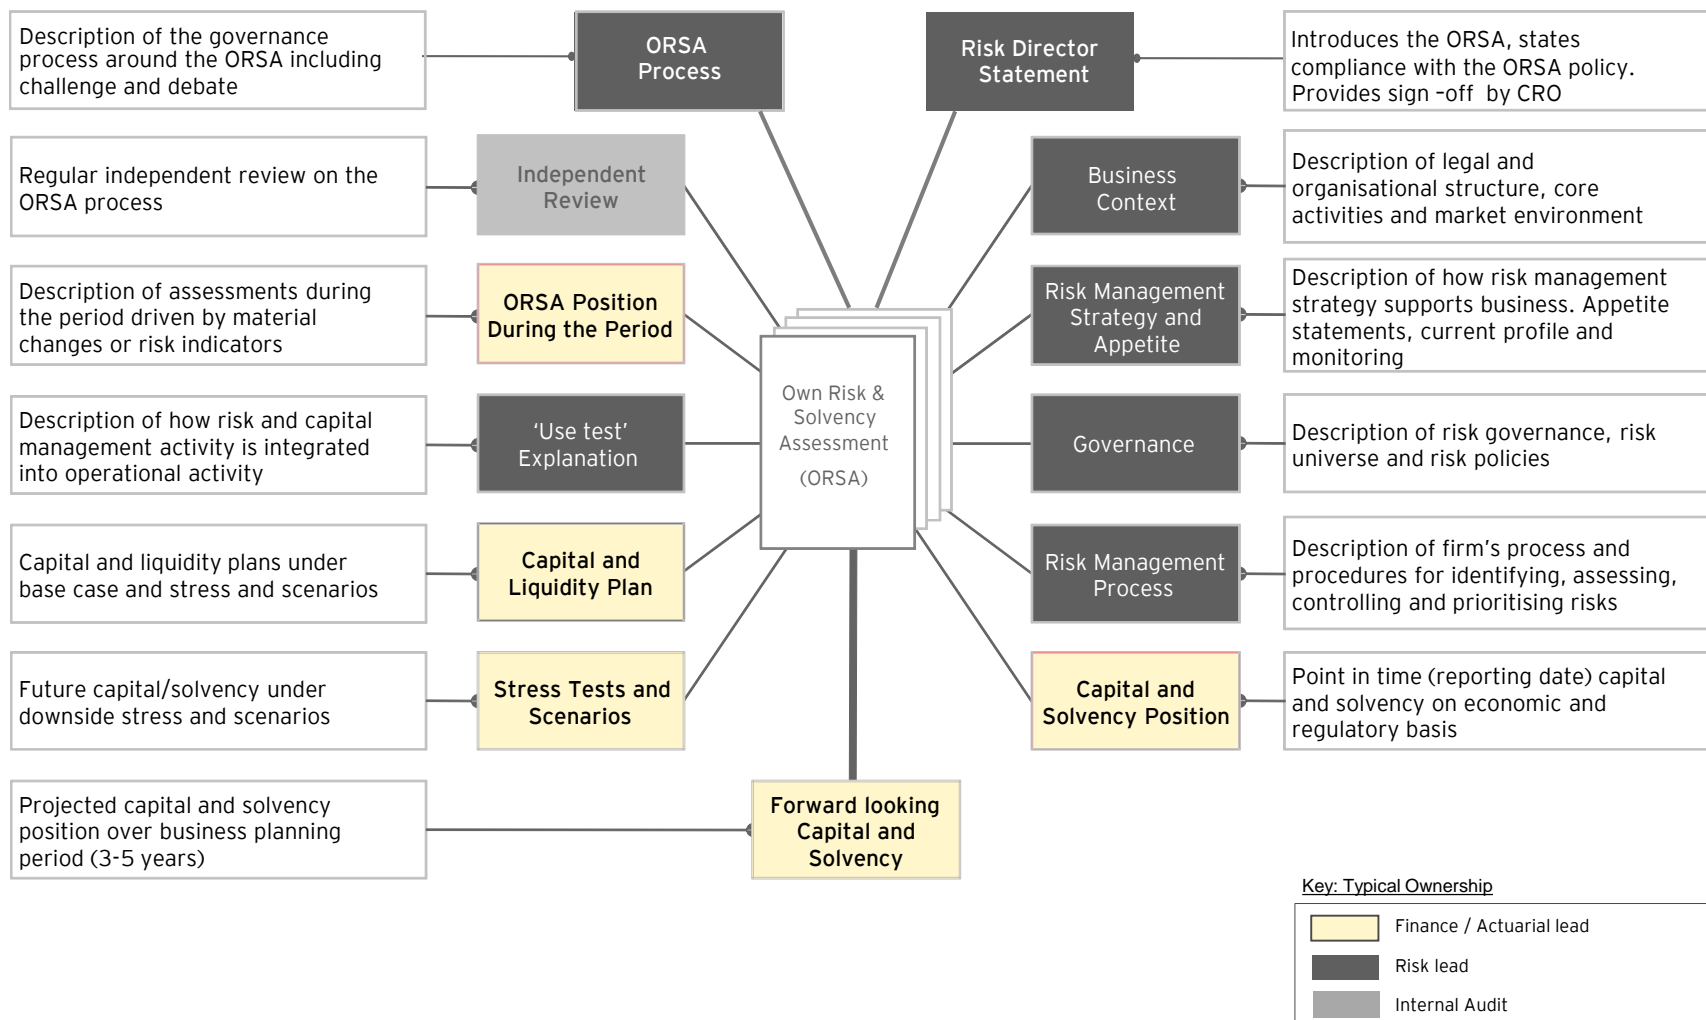 Description of the governance
process around the ORSA including
challenge and debate
ORSA
Process
Risk Director
Statement
Introduces the ORSA, states
compliance with the ORSA policy.
Provides sign –off by CRO
Regular independent review on the
ORSA process
Independent
Review
Business
Context
Description of legal and
organisational structure, core
activities and market environment
Description of assessments during
the period driven by material
changes or risk indicators
ORSA Position
During the Period
Risk Management
Strategy and
Appetite
Description of how risk management
strategy supports business. Appetite
statements, current profile and
monitoring
Own Risk &
Solvency
Assessment
(ORSA)
Description of how risk and capital
management activity is integrated
into operational activity
‘Use test’
Explanation
Governance
Description of risk governance, risk
universe and risk policies
Capital and liquidity plans under
base case and stress and scenarios
Capital and
Liquidity Plan
Risk Management
Process
Description of firm’s process and
procedures for identifying, assessing,
controlling and prioritising risks
Future capital/solvency under
downside stress and scenarios
Stress Tests and
Scenarios
Capital and
Solvency Position
Point in time (reporting date) capital
and solvency on economic and
regulatory basis
Projected capital and solvency
position over business planning
period (3-5 years)
Forward looking
Capital and
Solvency
Key: Typical Ownership
Finance / Actuarial lead
Risk lead
Internal Audit